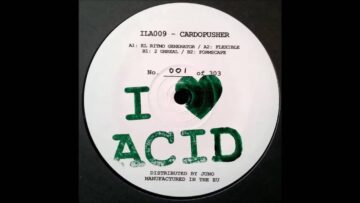 ILA009 - CARDOPUSHER
A1: EL RITMO GENERATOR / A2: FLEXIBLE
B1: 2 UNREAL / B2: FORMSCAPE
No. 001 of 303
I
ACID
DISTRIBUTED BY JUNO
MANUFACTURED IN THE EU